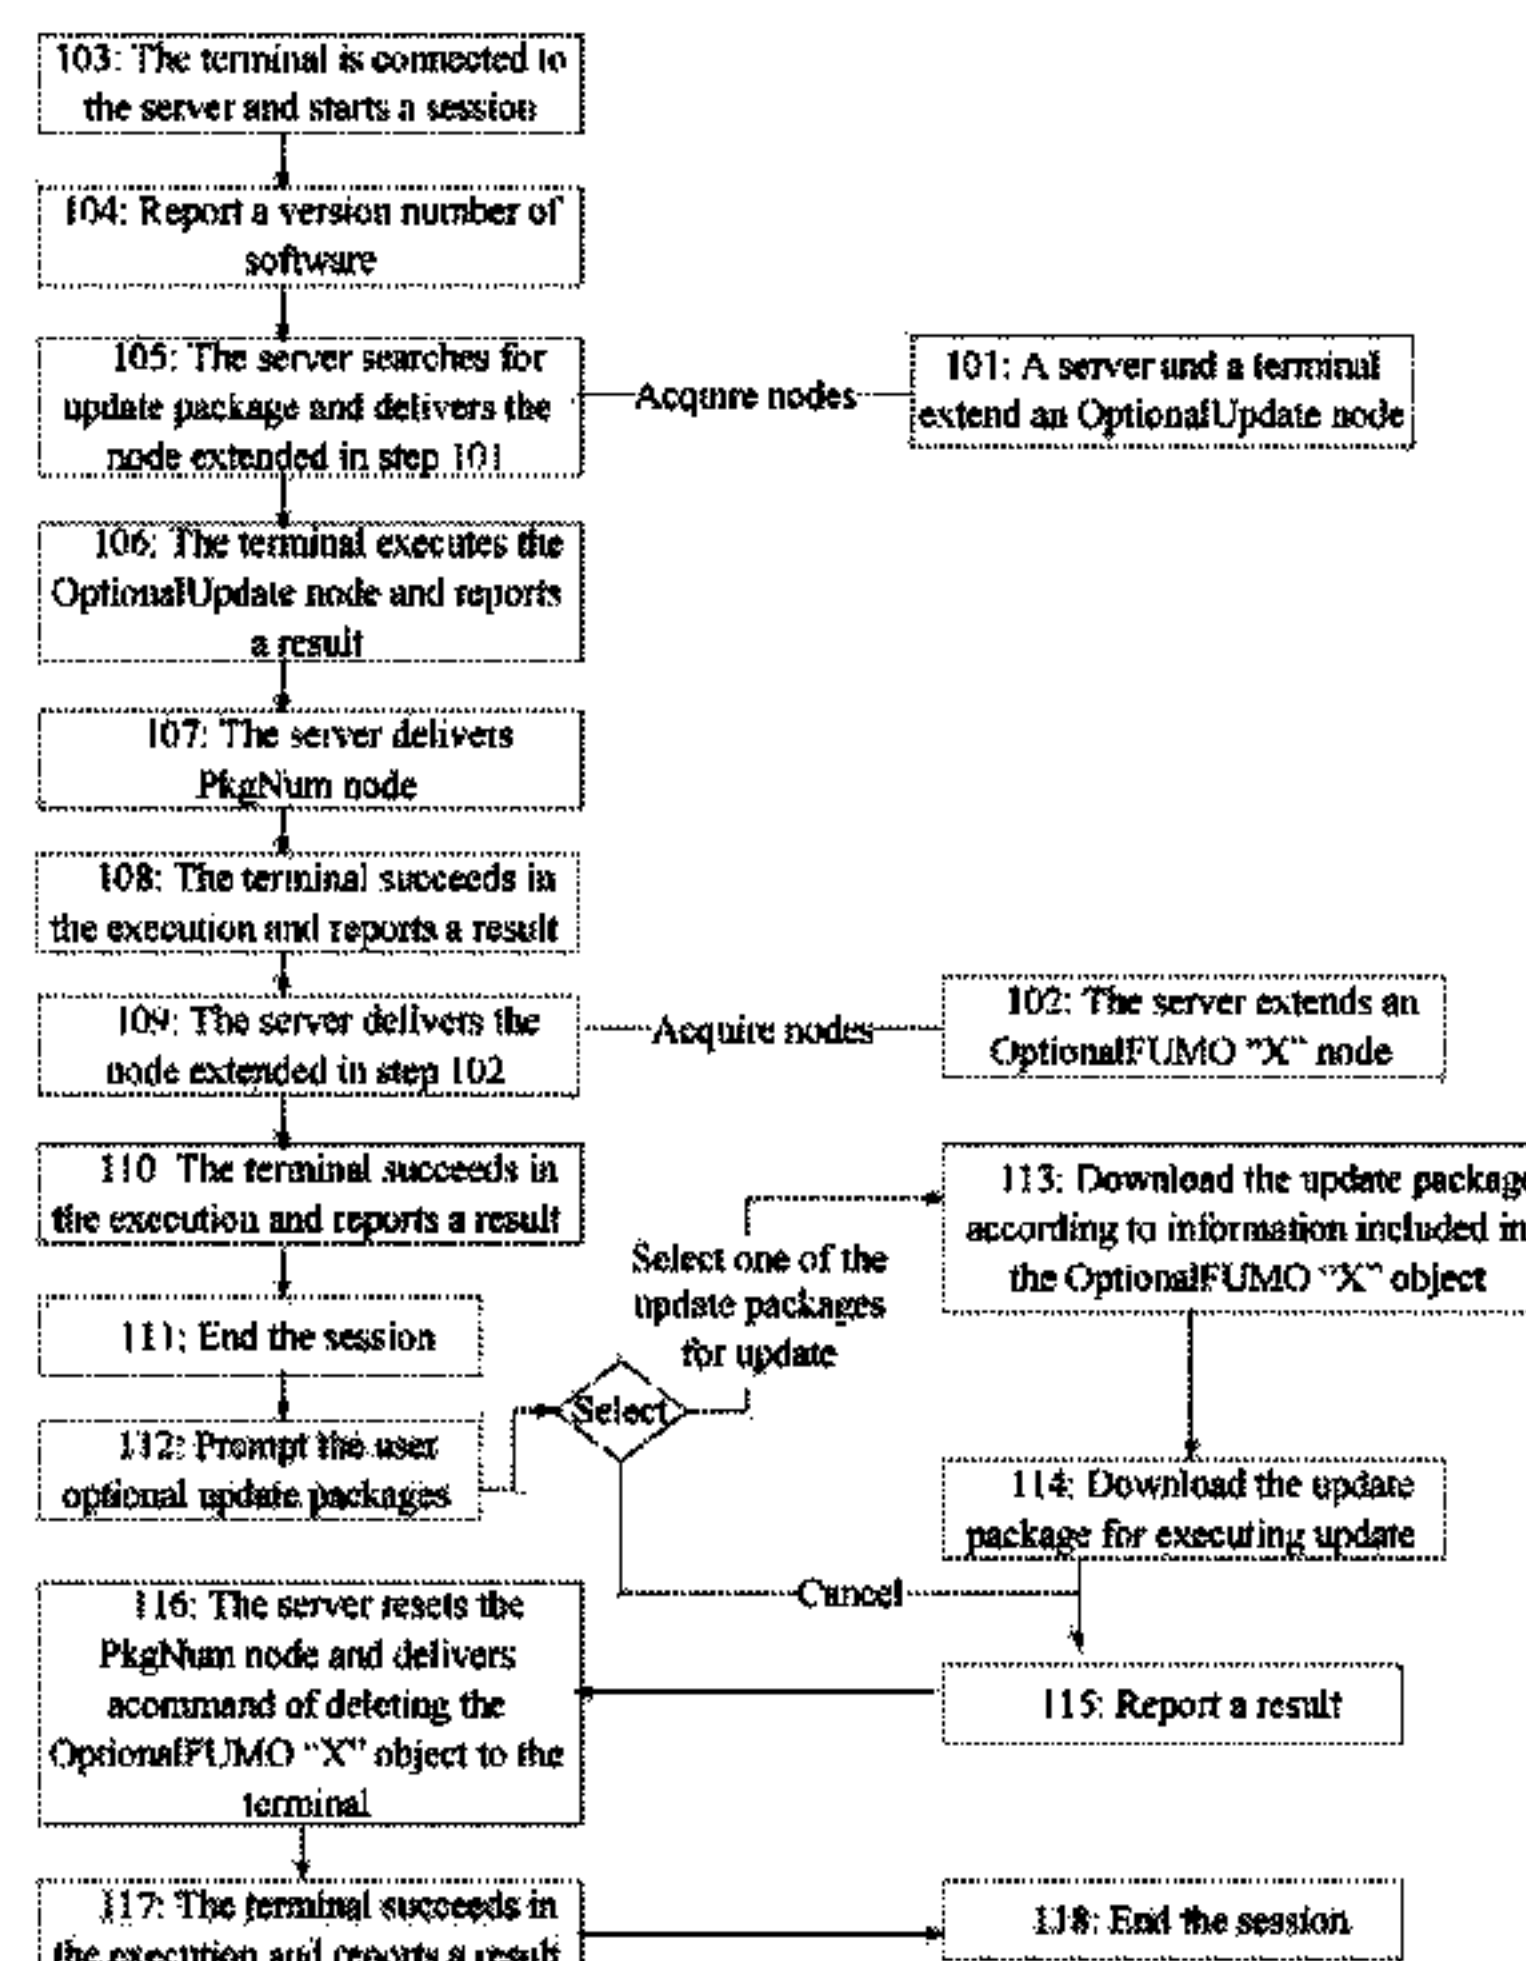 103: The terminal is connected to
the server and starts a session
104: Report a version number of
software
105: The server searches for
update package and delivers the
node extended in step 101
Acquire nodes
101: A server and a terminal
extend an OptionalUpdate node
106: The terminal executes the
OptionalUpdate node and reports
a result
107: The server delivers
PkgNum node
108: The terminal succeeds in
the execution and reports a result
109: The server delivers the
node extended in step 102
Acquire nodes
102: The server extends an
OptionalFUMO "X" node
110 The terminal succeeds in
the execution and reports a result
111: End the session
112: Prompt the user
optional update packages
Select
Select one of the
update packages
for update
113: Download the update package
according to information included in
the OptionalFUMO "X" object
114: Download the update
package for executing update
Cancel
115: Report a result
116: The server resets the
PkgNum node and delivers
acommand of deleting the
OptionalFUMO "X" object to the
terminal
117: The terminal succeeds in
the execution and reports a result
118: End the session